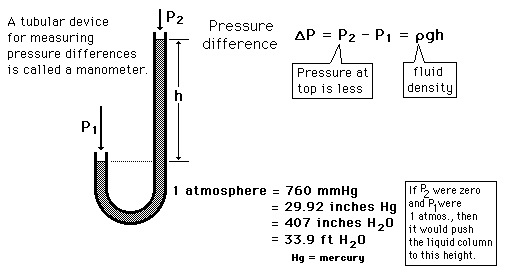 A tubular device
for measuring
pressure differences
is called a manometer.
P2
Pressure
difference
ΔP = P2 - P1 = ρgh
Pressure at
top is less
fluid
density
h
P1
1 atmosphere = 760 mmHg
= 29.92 inches Hg
= 407 inches H2O
= 33.9 ft H2O
Hg = mercury
If P2 were zero
and P1 were
1 atmos., then
it would push
the liquid column
to this height.